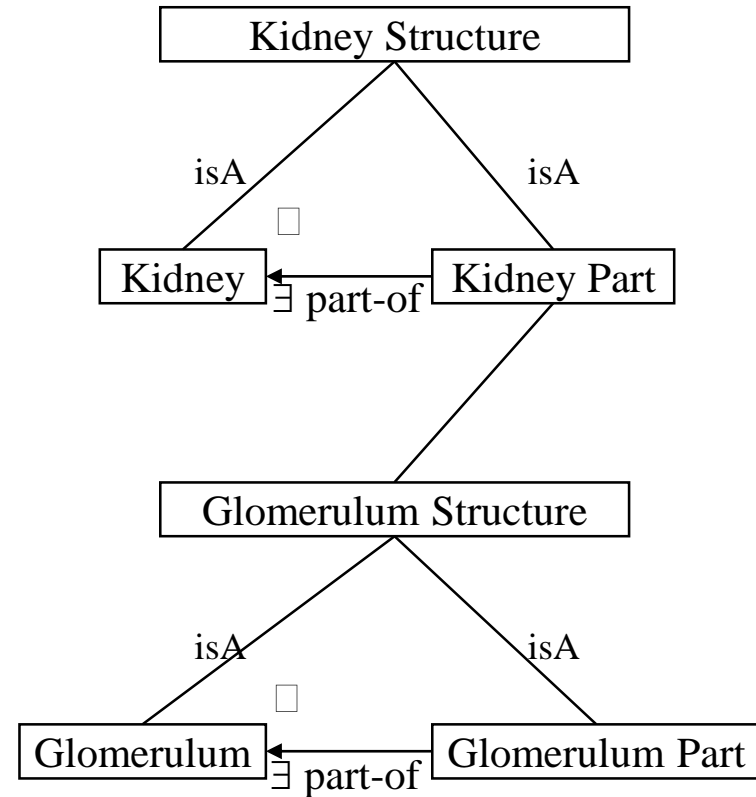 Kidney Structure
isA
isA
Kidney
Kidney Part
∃ part-of
Glomerulum Structure
isA
isA
Glomerulum
Glomerulum Part
∃ part-of